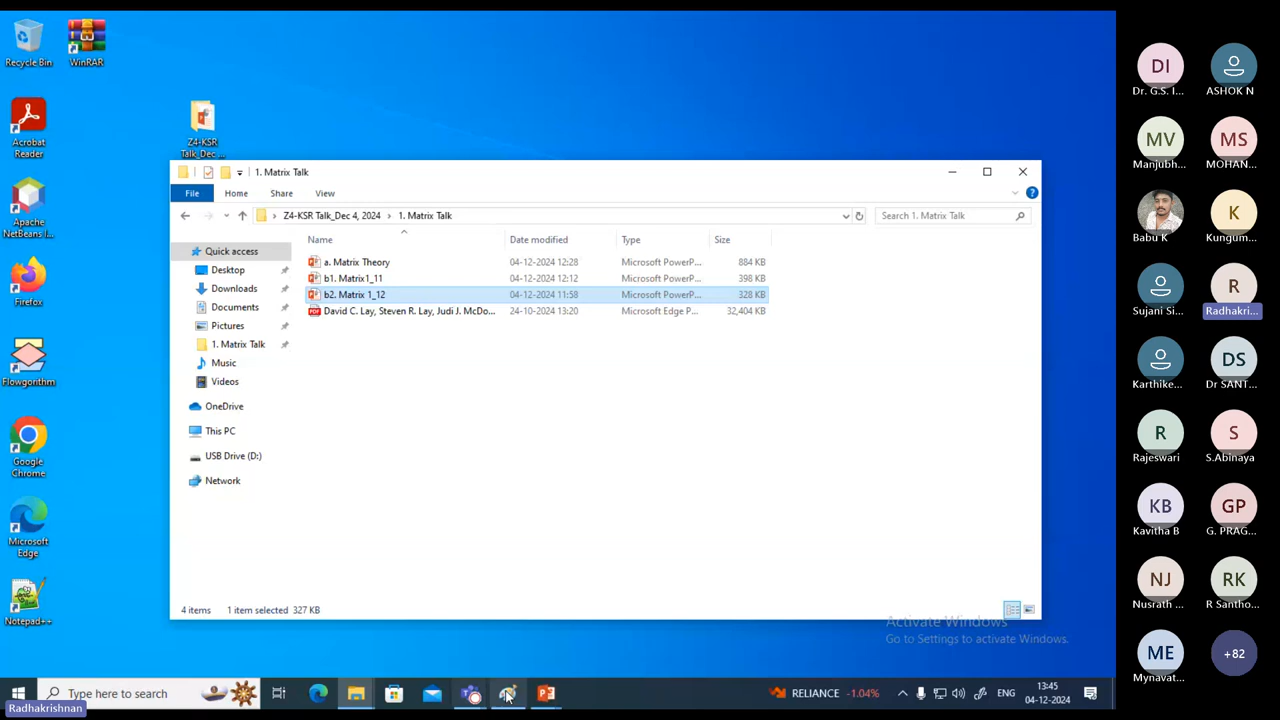 Recycle Bin
WinRAR
Acrobat
Reader
Z4-KSR
Talk_Dec ...
Apache
NetBeans I...
Firefox
Flowgorithm
Google
Chrome
Microsoft
Edge
Notepad++
1. Matrix Talk
File
Home
Share
View
Z4-KSR Talk_Dec 4, 2024 › 1. Matrix Talk
Search 1. Matrix Talk
Name
Date modified
Type
Size
Quick access
Desktop
Downloads
Documents
Pictures
1. Matrix Talk
Music
Videos
OneDrive
This PC
USB Drive (D:)
Network
a. Matrix Theory 04-12-2024 12:28 Microsoft PowerP... 884 KB
b1. Matrix1_11 04-12-2024 12:12 Microsoft PowerP... 398 KB
b2. Matrix 1_12 04-12-2024 11:58 Microsoft PowerP... 328 KB
David C. Lay, Steven R. Lay, Judi J. McDo... 24-10-2024 13:20 Microsoft Edge P... 32,404 KB
4 items 1 item selected 327 KB
Activate Windows
Go to Settings to activate Windows.
Type here to search
RELIANCE -1.04%
ENG
13:45
04-12-2024
Radhakrishnan
DI
Dr. G.S. I...
ASHOK N
MV
Manjubh...
MS
MOHAN...
Babu K
K
Kungum...
Sujani Si...
R
Radhakri...
Karthike...
DS
Dr SANT...
R
Rajeswari
S
S.Abinaya
KB
Kavitha B
GP
G. PRAG...
NJ
Nusrath ...
RK
R Santho...
ME
Mynavat...
+82